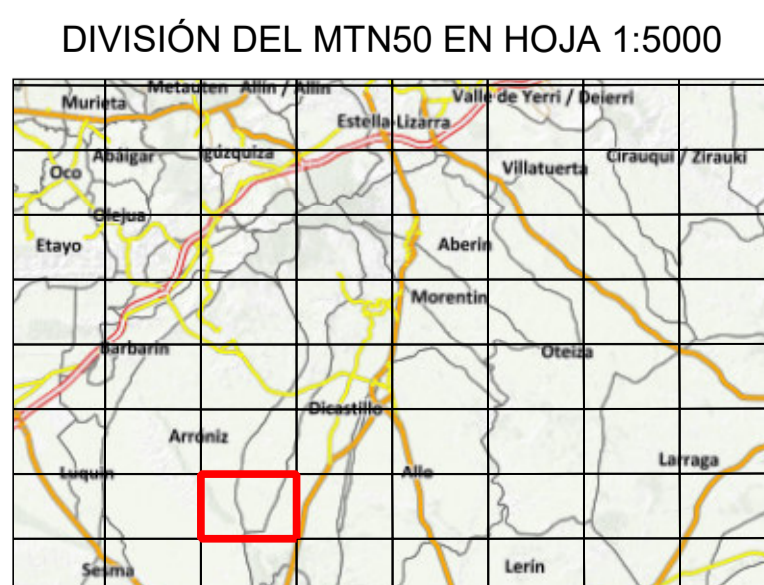 DIVISIÓN DEL MTN50 EN HOJA 1:5000
Metauten Allín / Allin
Murieta
Valle de Yerri / Deierri
Estella-Lizarra
Abáigar
Igúzquiza
Cirauqui / Zirauki
Oco
Villatuerta
Olejua
Etayo
Aberin
Morentin
Barbarin
Oteiza
Dicastillo
Arróniz
Larraga
Luquin
Allo
Lerín
Sesma